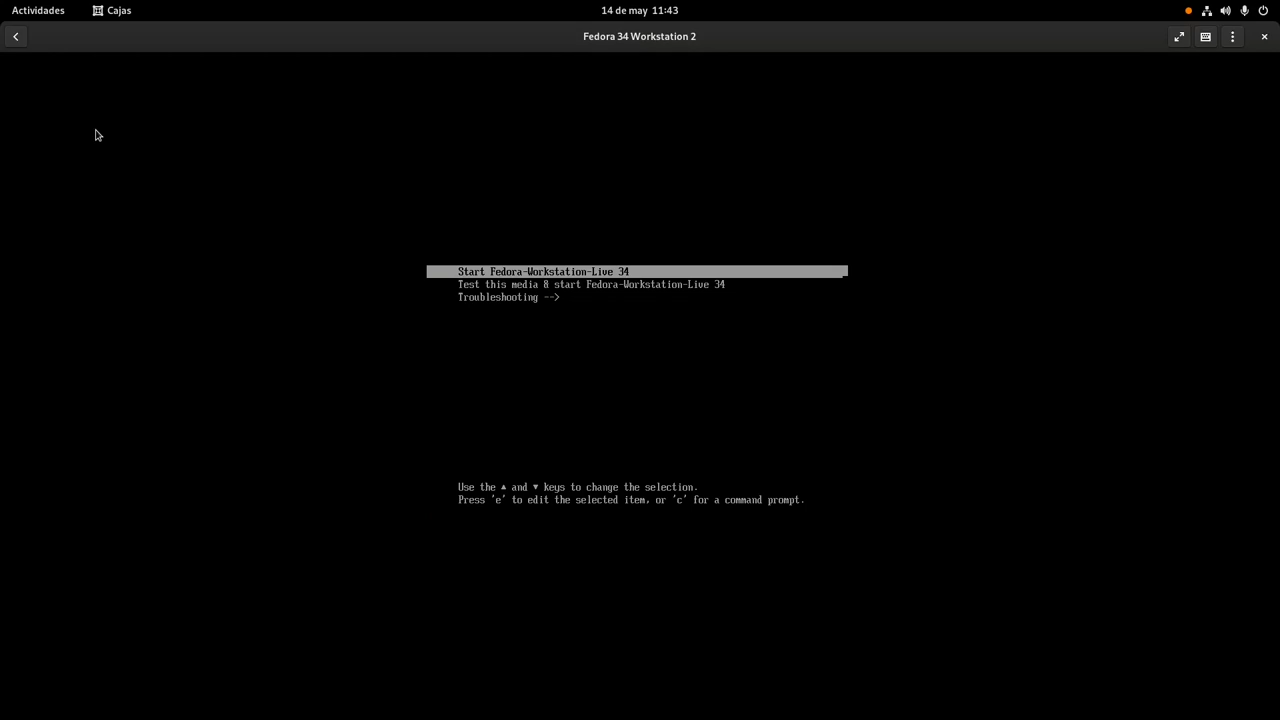 Actividades Cajas 14 de may 11:43
Fedora 34 Workstation 2
Start Fedora-Workstation-Live 34
Test this media & start Fedora-Workstation-Live 34
Troubleshooting -->
Use the ▲ and ▼ keys to change the selection.
Press 'e' to edit the selected item, or 'c' for a command prompt.